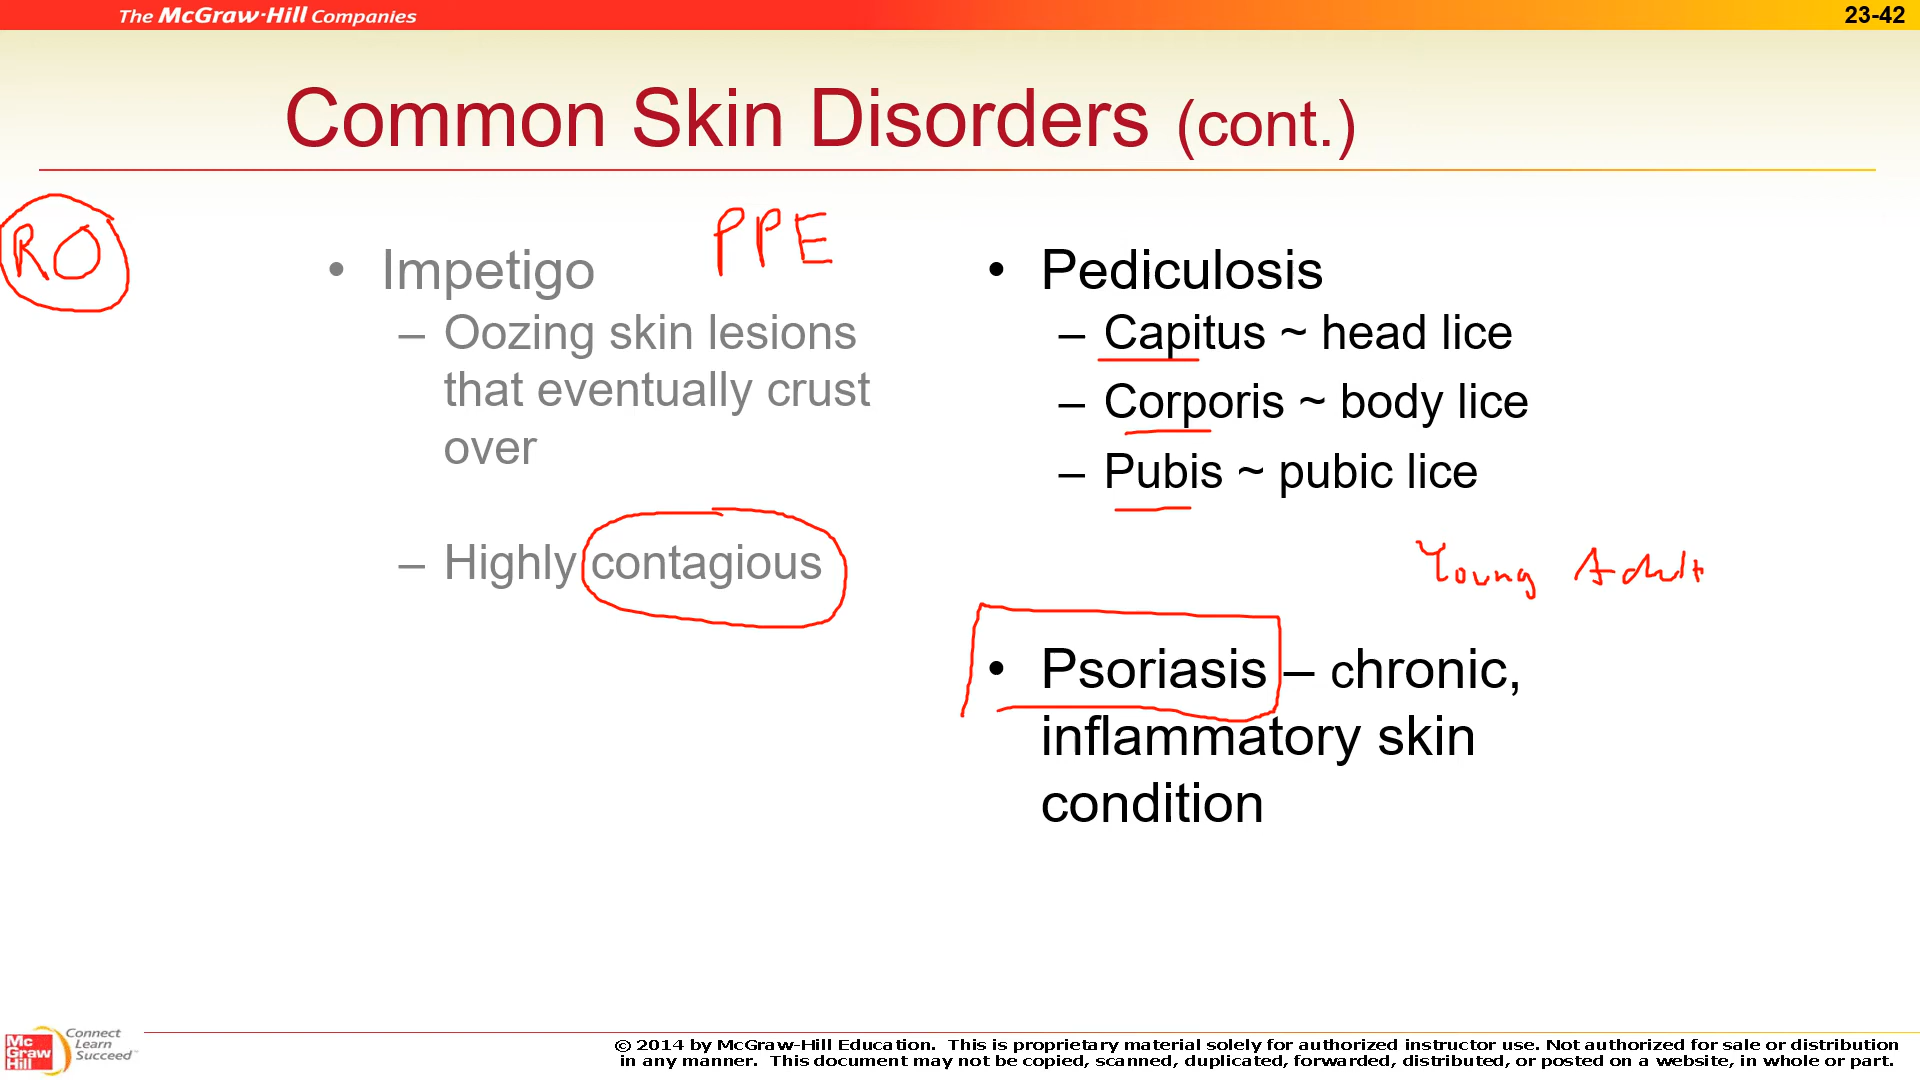 The McGraw-Hill Companies
23-42
Common Skin Disorders (cont.)
RO
PPE
• Impetigo
– Oozing skin lesions
that eventually crust
over
– Highly contagious
• Pediculosis
– Capitus ~ head lice
– Corporis ~ body lice
– Pubis ~ pubic lice
Young Adult
• Psoriasis – chronic,
inflammatory skin
condition
Mc
Graw
Hill
Connect
Learn
Succeed™
© 2014 by McGraw-Hill Education. This is proprietary material solely for authorized instructor use. Not authorized for sale or distribution
in any manner. This document may not be copied, scanned, duplicated, forwarded, distributed, or posted on a website, in whole or part.